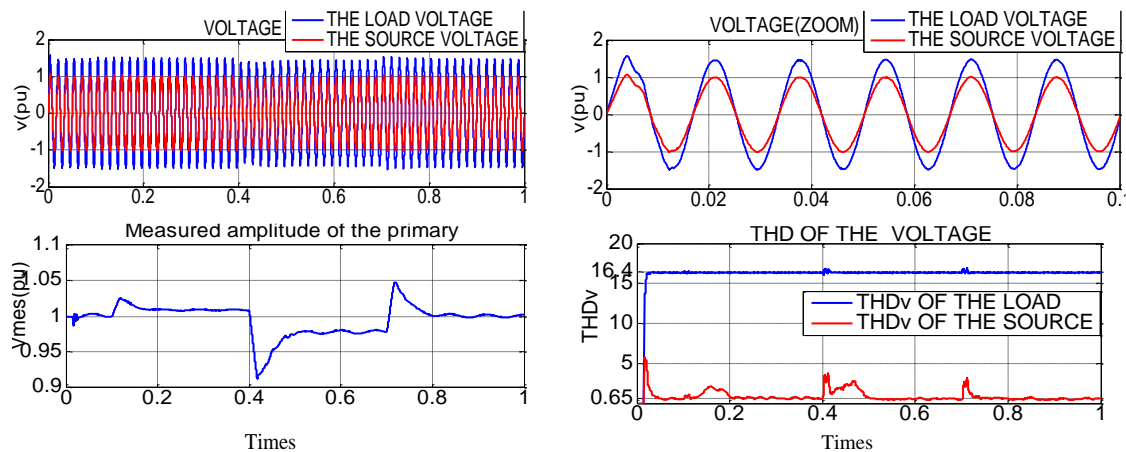 VOLTAGE
THE LOAD VOLTAGE
THE SOURCE VOLTAGE
v(pu)
2
1
0
-1
-2
0
0.2
0.4
0.6
0.8
1
VOLTAGE(ZOOM)
THE LOAD VOLTAGE
THE SOURCE VOLTAGE
v(pu)
2
1
0
-1
-2
0
0.02
0.04
0.06
0.08
0.1
Measured amplitude of the primary
Vmes(pu)
1.1
1.05
1
0.95
0.9
0
0.2
0.4
0.6
0.8
1
Times
THD OF THE VOLTAGE
THDv
20
16.4
15
10
5
0.65
THDv OF THE LOAD
THDv OF THE SOURCE
0
0.2
0.4
0.6
0.8
1
Times